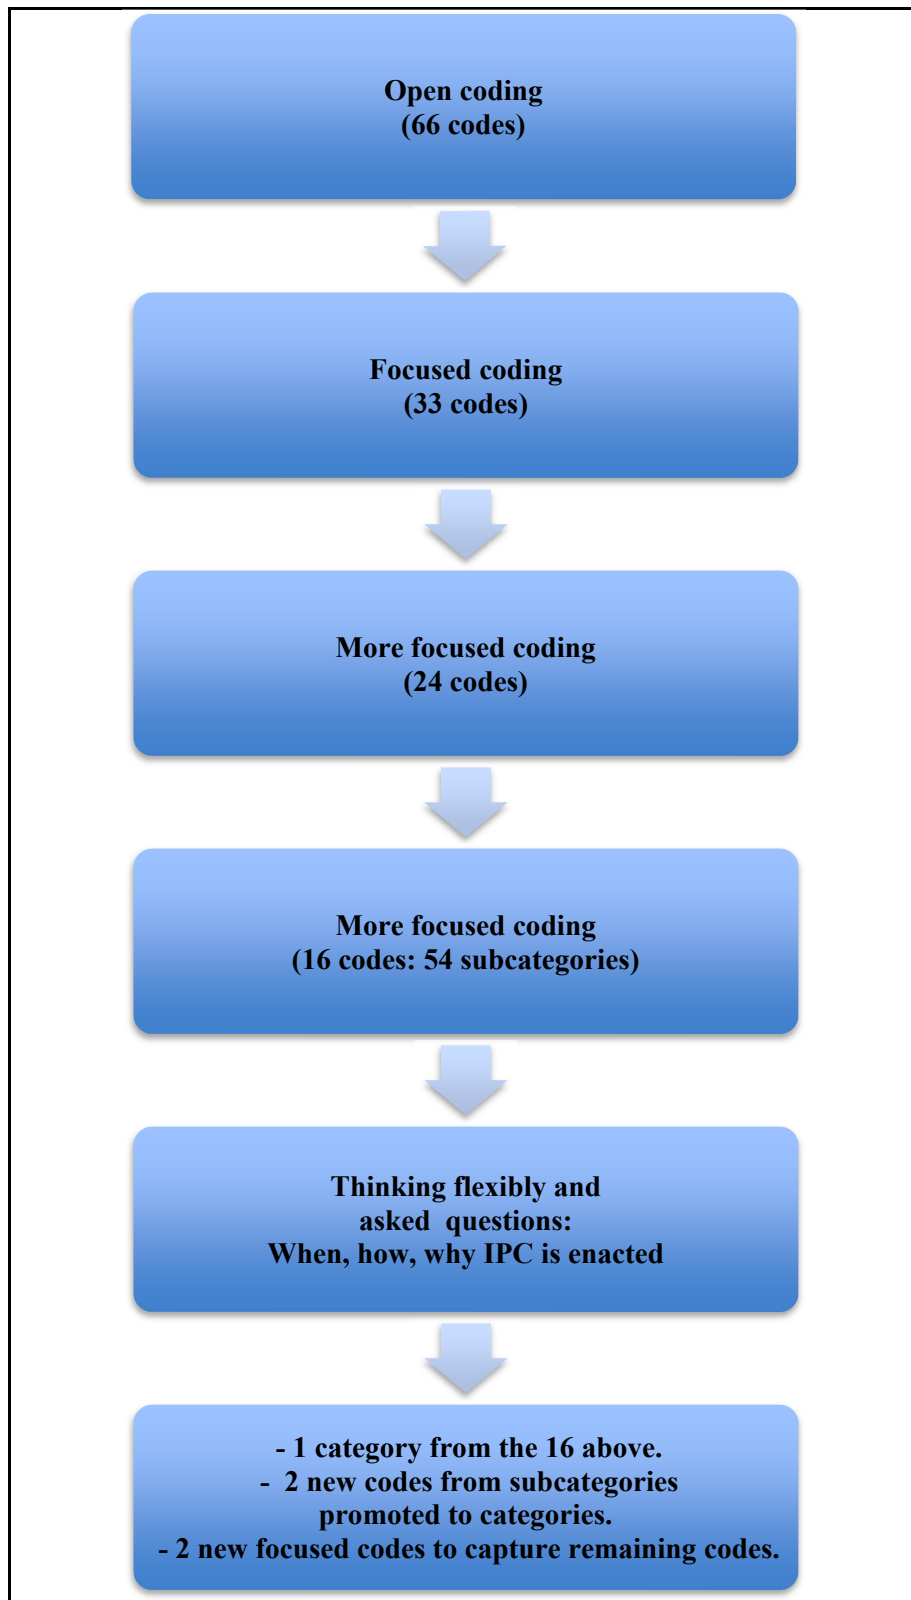 Open coding
(66 codes)
Focused coding
(33 codes)
More focused coding
(24 codes)
More focused coding
(16 codes: 54 subcategories)
Thinking flexibly and
asked  questions:
When, how, why IPC is enacted
- 1 category from the 16 above.
-  2 new codes from subcategories
promoted to categories.
- 2 new focused codes to capture remaining codes.